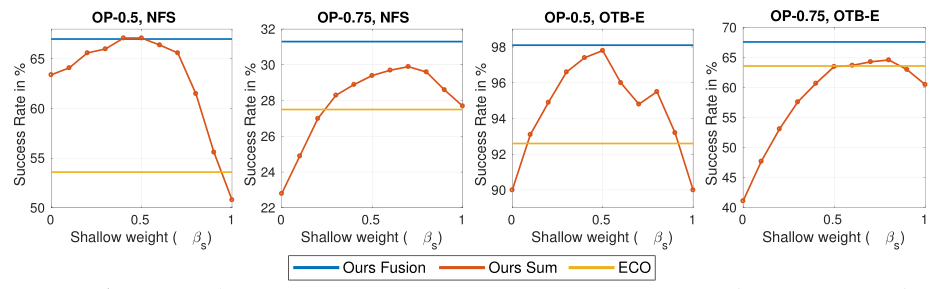 OP-0.5, NFS
Success Rate in %
65
60
55
50
0
0.5
1
Shallow weight ( β_s)
OP-0.75, NFS
Success Rate in %
32
30
28
26
24
22
0
0.5
1
Shallow weight ( β_s)
OP-0.5, OTB-E
Success Rate in %
98
96
94
92
90
0
0.5
1
Shallow weight ( β_s)
OP-0.75, OTB-E
Success Rate in %
70
65
60
55
50
45
40
0
0.5
1
Shallow weight ( β_s)
Ours Fusion Ours Sum ECO